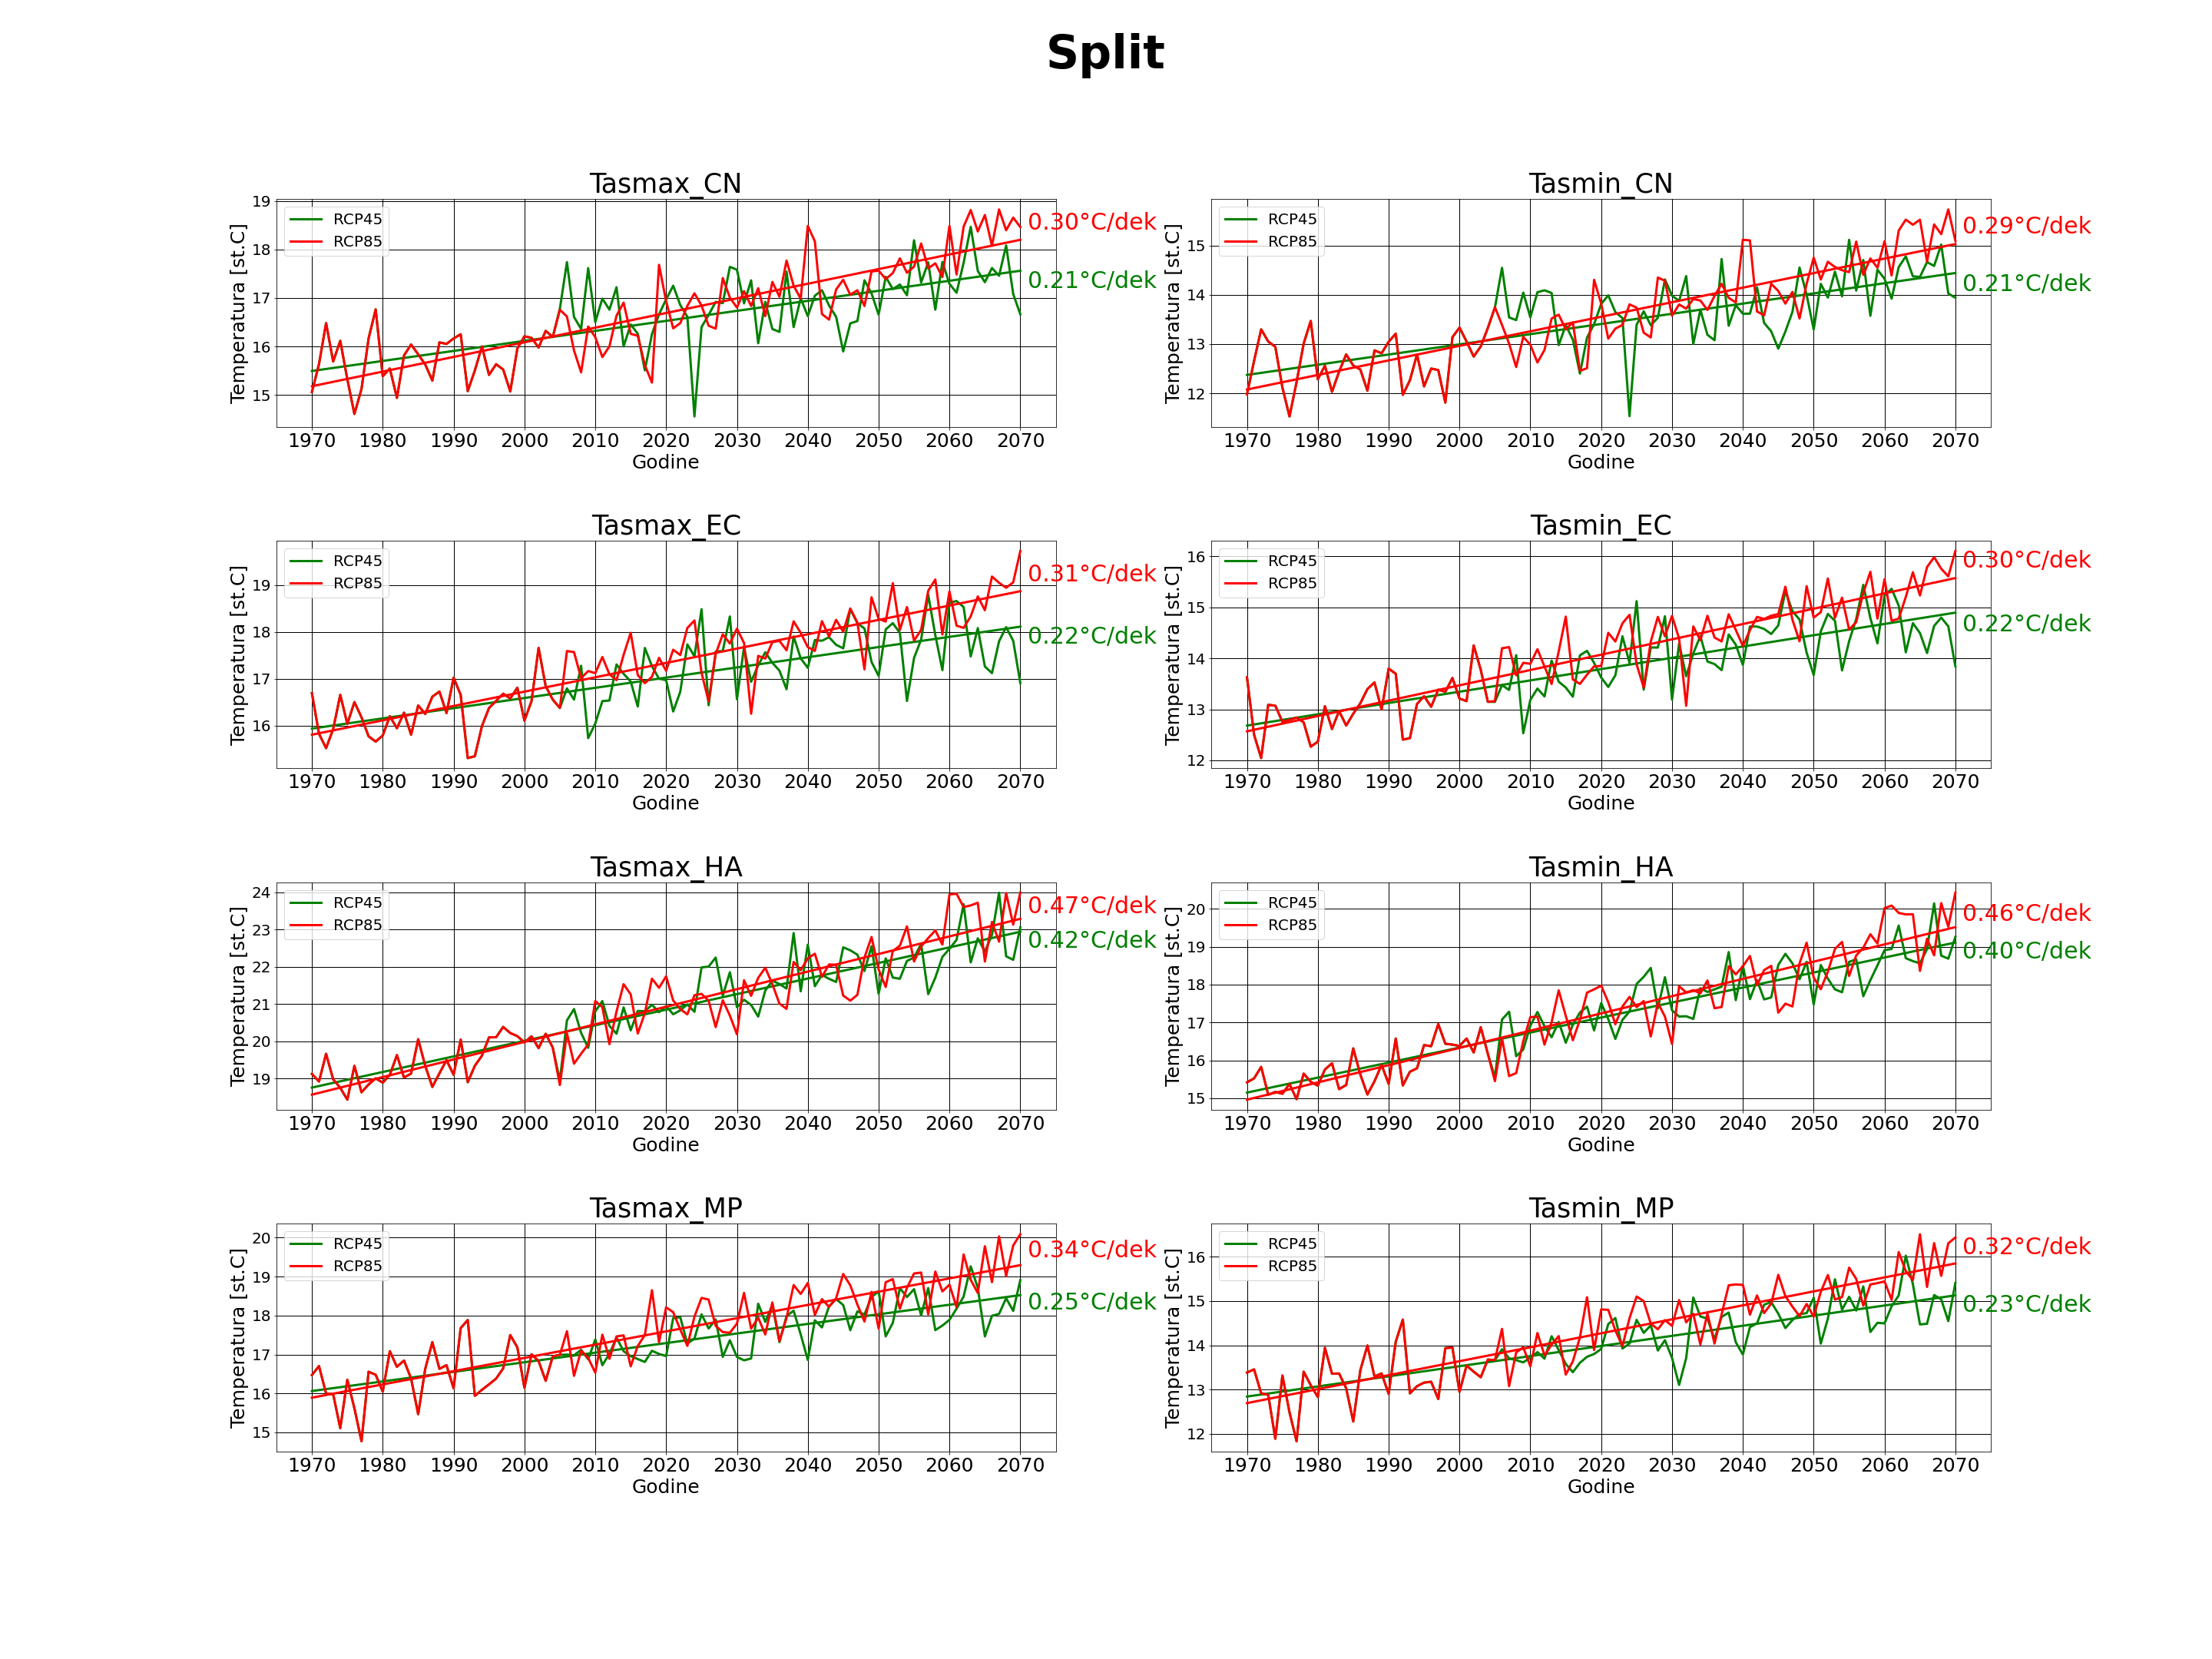 Split
Tasmax_CN
Temperatura [st.C]
19
18
17
16
15
RCP45
RCP85
0.30°C/dek
0.21°C/dek
1970 1980 1990 2000 2010 2020 2030 2040 2050 2060 2070
Godine
Tasmin_CN
Temperatura [st.C]
15
14
13
12
RCP45
RCP85
0.29°C/dek
0.21°C/dek
1970 1980 1990 2000 2010 2020 2030 2040 2050 2060 2070
Godine
Tasmax_EC
Temperatura [st.C]
19
18
17
16
RCP45
RCP85
0.31°C/dek
0.22°C/dek
1970 1980 1990 2000 2010 2020 2030 2040 2050 2060 2070
Godine
Tasmin_EC
Temperatura [st.C]
16
15
14
13
12
RCP45
RCP85
0.30°C/dek
0.22°C/dek
1970 1980 1990 2000 2010 2020 2030 2040 2050 2060 2070
Godine
Tasmax_HA
Temperatura [st.C]
24
23
22
21
20
19
RCP45
RCP85
0.47°C/dek
0.42°C/dek
1970 1980 1990 2000 2010 2020 2030 2040 2050 2060 2070
Godine
Tasmin_HA
Temperatura [st.C]
20
19
18
17
16
15
RCP45
RCP85
0.46°C/dek
0.40°C/dek
1970 1980 1990 2000 2010 2020 2030 2040 2050 2060 2070
Godine
Tasmax_MP
Temperatura [st.C]
20
19
18
17
16
15
RCP45
RCP85
0.34°C/dek
0.25°C/dek
1970 1980 1990 2000 2010 2020 2030 2040 2050 2060 2070
Godine
Tasmin_MP
Temperatura [st.C]
16
15
14
13
12
RCP45
RCP85
0.32°C/dek
0.23°C/dek
1970 1980 1990 2000 2010 2020 2030 2040 2050 2060 2070
Godine